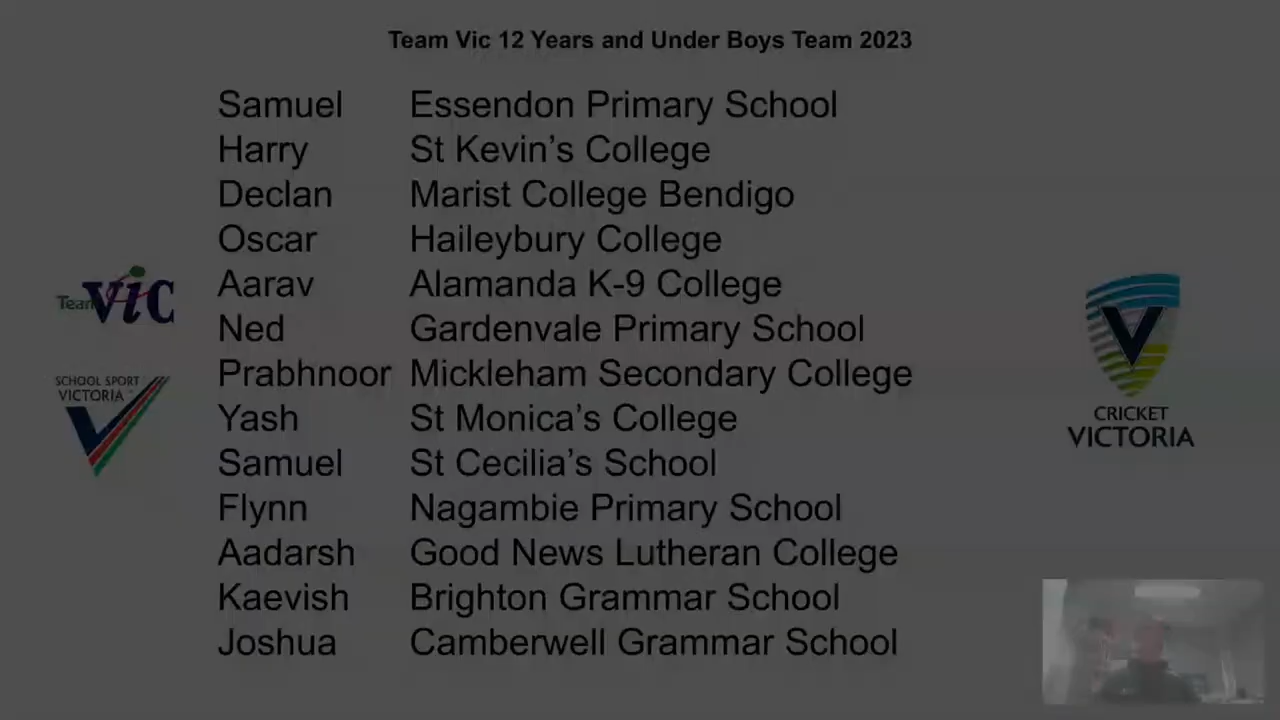 Team Vic 12 Years and Under Boys Team 2023
Samuel Essendon Primary School
Harry St Kevin's College
Declan Marist College Bendigo
Oscar Haileybury College
Aarav Alamanda K-9 College
Ned Gardenvale Primary School
Prabhnoor Mickleham Secondary College
Yash St Monica's College
Samuel St Cecilia's School
Flynn Nagambie Primary School
Aadarsh Good News Lutheran College
Kaevish Brighton Grammar School
Joshua Camberwell Grammar School
Team Vic
SCHOOL SPORT
VICTORIA
CRICKET
VICTORIA